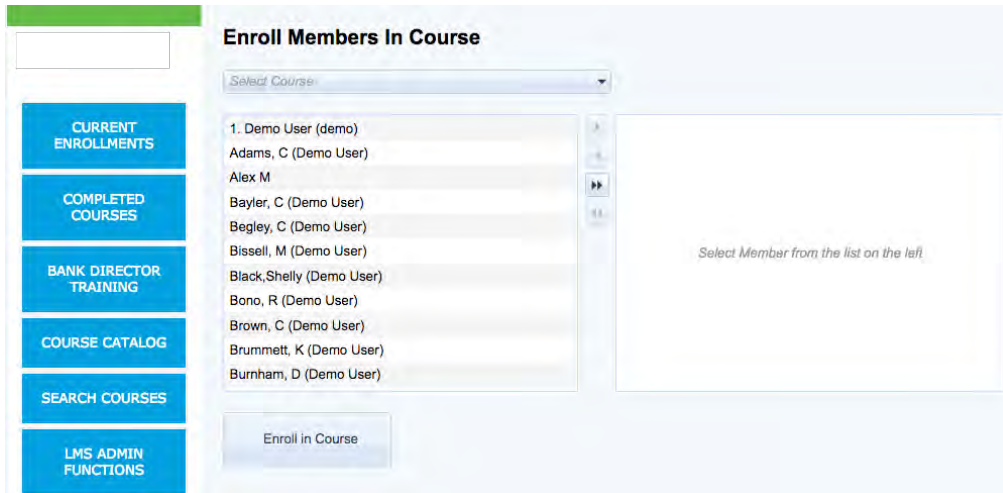 Enroll Members In Course
Select Course
CURRENT
ENROLLMENTS
COMPLETED
COURSES
BANK DIRECTOR
TRAINING
COURSE CATALOG
SEARCH COURSES
LMS ADMIN
FUNCTIONS
1. Demo User (demo)
Adams, C (Demo User)
Alex M
Bayler, C (Demo User)
Begley, C (Demo User)
Bissell, M (Demo User)
Black,Shelly (Demo User)
Bono, R (Demo User)
Brown, C (Demo User)
Brummett, K (Demo User)
Burnham, D (Demo User)
Select Member from the list on the left
Enroll in Course